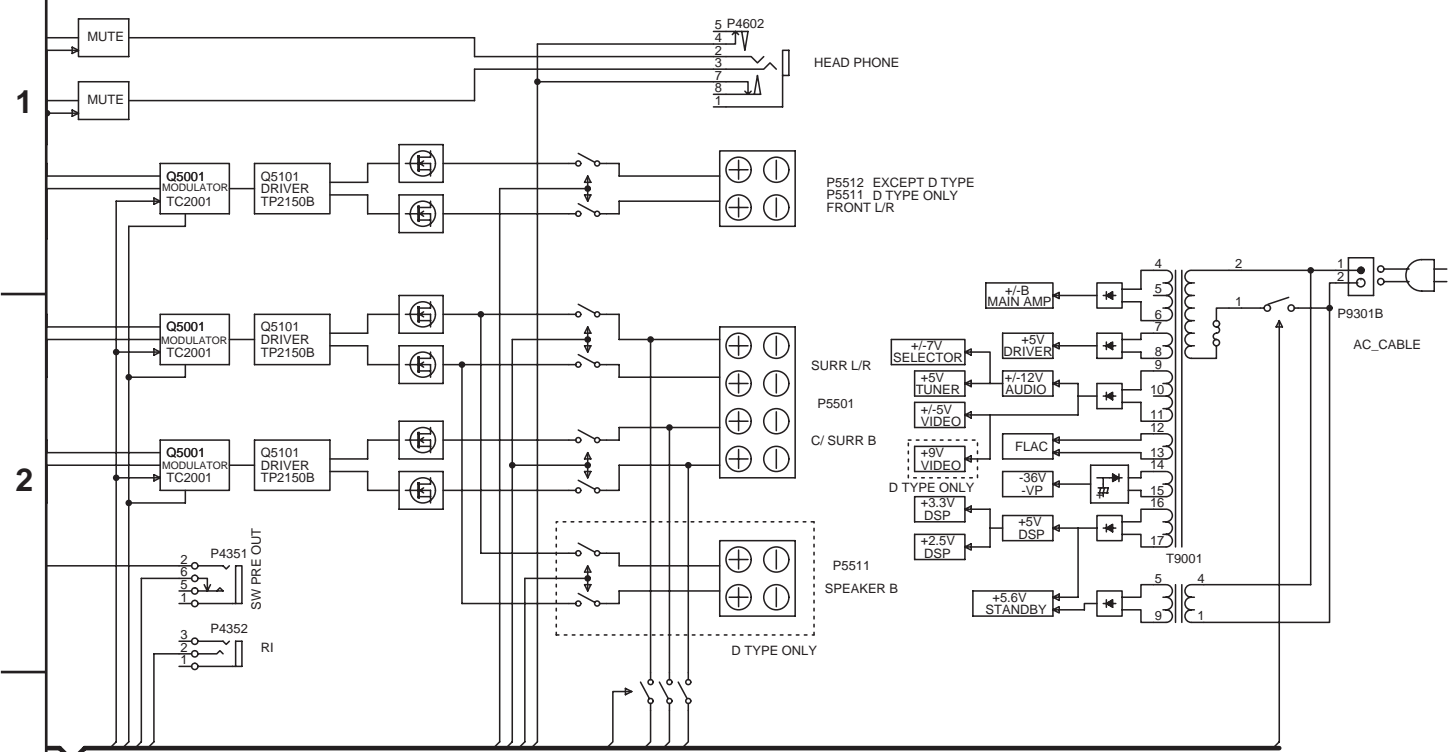 1
2
MUTE
MUTE
5 P4602
4
2
3
7
8
1
HEAD PHONE
Q5001
MODULATOR
TC2001
Q5101
DRIVER
TP2150B
P5512 EXCEPT D TYPE
P5511 D TYPE ONLY
FRONT L/R
Q5001
MODULATOR
TC2001
Q5101
DRIVER
TP2150B
SURR L/R
P5501
C/ SURR B
Q5001
MODULATOR
TC2001
Q5101
DRIVER
TP2150B
P5511
SPEAKER B
D TYPE ONLY
P4351
2
6
5
1
SW PRE OUT
P4352
3
2
1
RI
+/-B
MAIN AMP
+5V
DRIVER
+/-7V
SELECTOR
+5V
TUNER
+/-12V
AUDIO
+/-5V
VIDEO
+9V
VIDEO
D TYPE ONLY
FLAC
-36V
-VP
+3.3V
DSP
+5V
DSP
+2.5V
DSP
+5.6V
STANDBY
4
5
6
7
8
9
10
11
12
13
14
15
16
17
T9001
5
9
4
1
2
1
1
2
P9301B
AC_CABLE